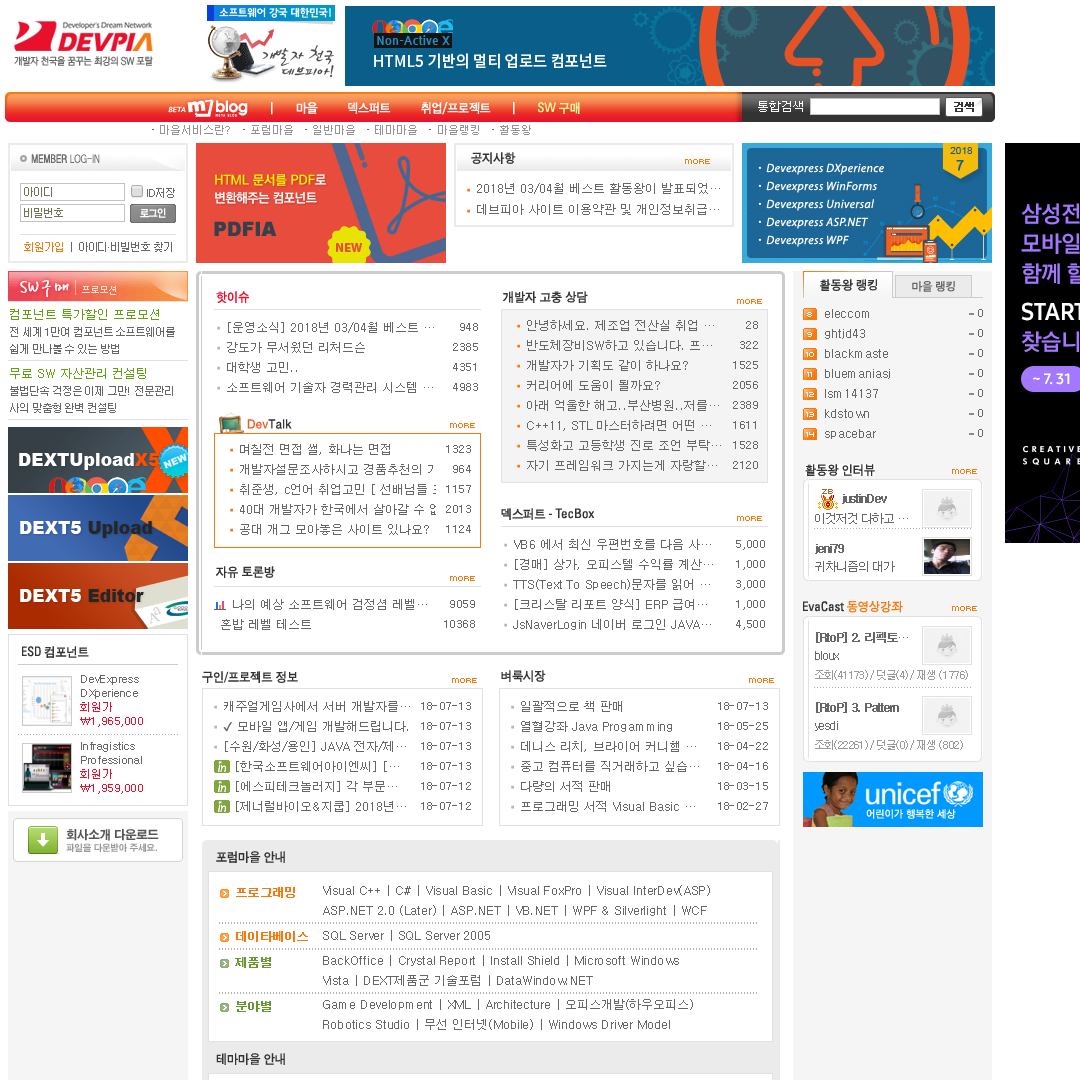 Developer's Dream Network
DEVPIA
개발자 천국을 꿈꾸는 최강의 SW 포탈
소프트웨어 강국 대한민국!
개발자 천국
데브피아!
Non-Active X
HTML5 기반의 멀티 업로드 컴포넌트
BETA m7blog META BLOG | 마을 덱스퍼트 취업/프로젝트 | SW 구매
통합검색 검색
· 마을서비스란? · 포럼마을 · 일반마을 · 테마마을 · 마을랭킹 · 활동왕
MEMBER LOG-IN
아이디 ID저장
비밀번호 로그인
회원가입 | 아이디·비밀번호 찾기
HTML 문서를 PDF로
변환해주는 컴포넌트
PDFIA
NEW
공지사항 MORE
2018년 03/04월 베스트 활동왕이 발표되었…
데브피아 사이트 이용약관 및 개인정보취급…
2018
7
· Devexpress DXperience
· Devexpress WinForms
· Devexpress Universal
· Devexpress ASP.NET
· Devexpress WPF
삼성전
모바일
함께 할
START
찾습니
~ 7. 31
CREATIVE
SQUARE
SW구매 | 프로모션
컴포넌트 특가할인 프로모션
전 세계 1만여 컴포넌트 소프트웨어를
쉽게 만나볼 수 있는 방법
무료 SW 자산관리 컨설팅
불법단속 걱정은 이제 그만! 전문관리
사의 맞춤형 완벽 컨설팅
DEXTUploadX5
NEW
DEXT5 Upload
DEXT5 Editor
ESD 컴포넌트
DevExpress
DXperience
회원가
₩1,965,000
Infragistics
Professional
회원가
₩1,959,000
회사소개 다운로드
파일을 다운받아 주세요.
핫이슈
[운영소식] 2018년 03/04월 베스트 … 948
강도가 무서웠던 리처드슨 2385
대학생 고민.. 4351
소프트웨어 기술자 경력관리 시스템 … 4983
DevTalk MORE
며칠전 면접 썰, 화나는 면접 1323
개발자설문조사하시고 경품추천의 기 964
취준생, c언어 취업고민 [ 선배님들 1157
40대 개발자가 한국에서 살아갈 수 없 2013
공대 개그 모아놓은 사이트 있나요? 1124
자유 토론방 MORE
나의 예상 소프트웨어 검정셤 레벨… 9059
혼밥 레벨 테스트 10368
개발자 고충 상담 MORE
안녕하세요. 제조업 전산실 취업 … 28
반도체장비SW하고 있습니다. 프… 322
개발자가 기획도 같이 하나요? 1525
커리어에 도움이 될까요? 2056
아래 억울한 해고..부산병원..저를… 2389
C++11, STL 마스터하려면 어떤 … 1611
특성화고 고등학생 진로 조언 부탁… 1528
자기 프레임워크 가지는게 자랑할… 2120
덱스퍼트 - TecBox MORE
VB6 에서 최신 우편번호를 다음 사… 5,000
[경매] 상가, 오피스텔 수익률 계산… 1,000
TTS(Text To Speech)문자를 읽어 … 3,000
[크리스탈 리포트 양식] ERP 급여… 1,000
JsNaverLogin 네이버 로그인 JAVA… 4,500
구인/프로젝트 정보 MORE
캐주얼게임사에서 서버 개발자를… 18-07-13
✓ 모바일 앱/게임 개발해드립니다. 18-07-13
[수원/화성/용인] JAVA 전자/제… 18-07-13
in [한국소프트웨어아이엔씨] [… 18-07-13
in [에스피테크놀러지] 각 부문… 18-07-12
in [제너럴바이오&지쿱] 2018년… 18-07-12
벼룩시장 MORE
일괄적으로 책 판매 18-07-13
열혈강좌 Java Progamming 18-05-25
데니스 리치, 브라이어 커니핸 … 18-04-22
중고 컴퓨터를 직거래하고 싶습… 18-04-16
다량의 서적 판매 18-03-15
프로그래밍 서적 Visual Basic … 18-02-27
포럼마을 안내
프로그래밍 Visual C++ | C# | Visual Basic | Visual FoxPro | Visual InterDev(ASP)
ASP.NET 2.0 (Later) | ASP.NET | VB.NET | WPF & Silverlight | WCF
데이타베이스 SQL Server | SQL Server 2005
제품별 BackOffice | Crystal Report | Install Shield | Microsoft Windows
Vista | DEXT제품군 기술포럼 | DataWindow.NET
분야별 Game Development | XML | Architecture | 오피스개발(하우오피스)
Robotics Studio | 무선 인터넷(Mobile) | Windows Driver Model
테마마을 안내
활동왕 랭킹 마을 랭킹
8 eleccom - 0
9 ghtjd43 - 0
10 blackmaste - 0
11 bluemaniasj - 0
12 lsm14137 - 0
13 kdstown - 0
14 spacebar - 0
활동왕 인터뷰 MORE
justinDev
이것저것 다하고 …
jeni79
귀차니즘의 대가
EvaCast 동영상강좌 MORE
[RtoP] 2. 리팩토…
bloux
조회(41173) / 덧글(4) / 재생 (1776)
[RtoP] 3. Pattern
yesdi
조회(22261) / 덧글(0) / 재생 (802)
unicef
어린이가 행복한 세상